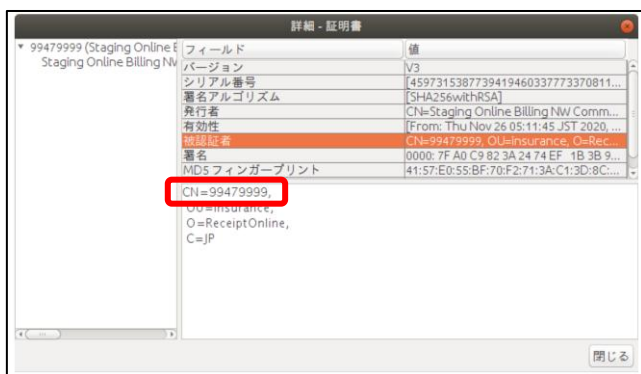 詳細 - 証明書
99479999 (Staging Online E
Staging Online Billing NW
フィールド 値
バージョン V3
シリアル番号 [459731538773941946033777337081​1...
署名アルゴリズム [SHA256withRSA]
発行者 CN=Staging Online Billing NW Comm...
有効性 [From: Thu Nov 26 05:11:45 JST 2020, ...
被認証者 CN=99479999, OU=Insurance, O=Rec...
署名 0000: 7F A0 C9 82 3A 24 74 EF 1B 3B 9...
MD5 フィンガープリント 41:57:E0:55:BF:70:F2:71:3A:C1:3D:8C:...
CN=99479999,
OU=Insurance,
O=ReceiptOnline,
C=JP
閉じる